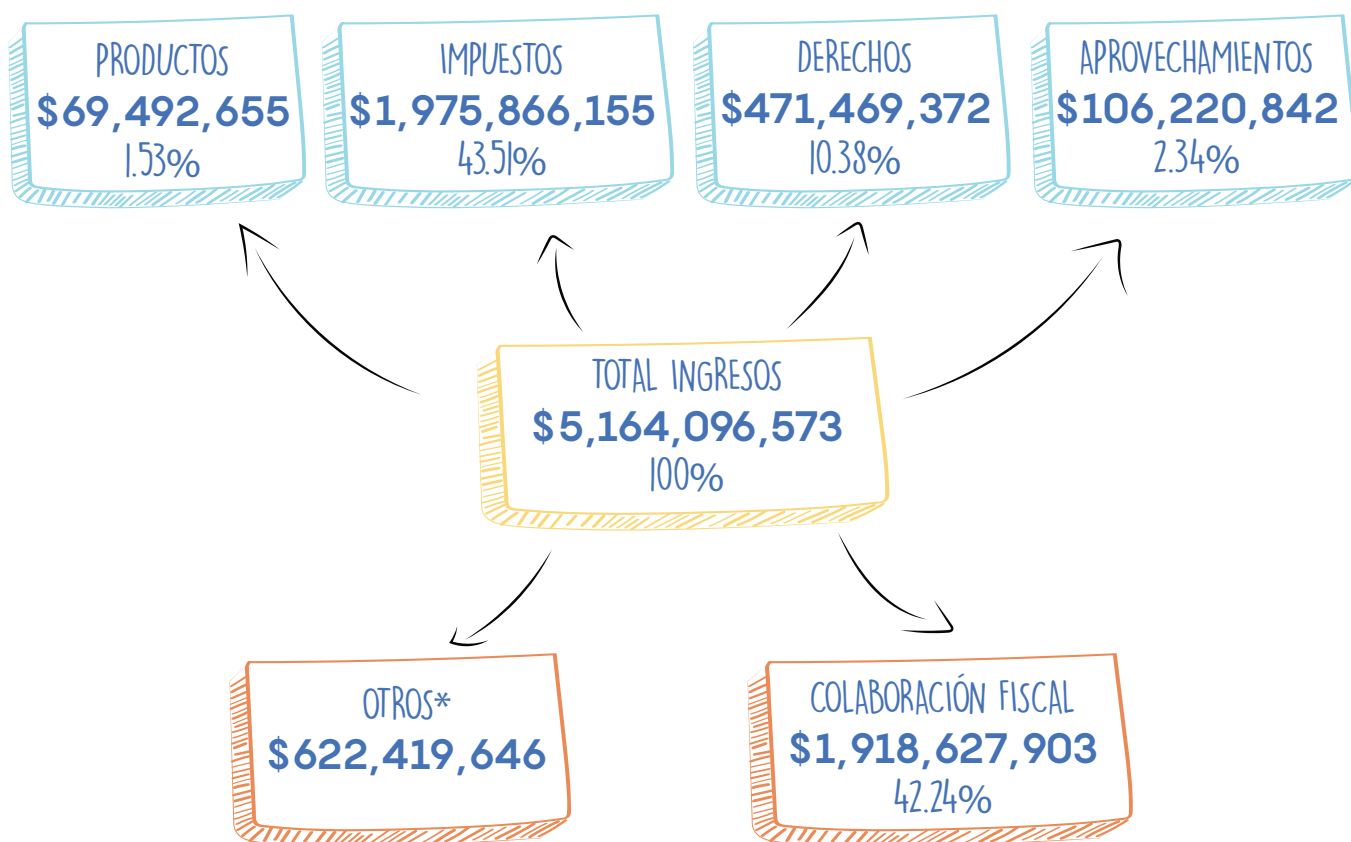 PRODUCTOS
$69,492,655
1.53%
IMPUESTOS
$1,975,866,155
43.51%
DERECHOS
$471,469,372
10.38%
APROVECHAMIENTOS
$106,220,842
2.34%
TOTAL INGRESOS
$5,164,096,573
100%
OTROS*
$622,419,646
COLABORACIÓN FISCAL
$1,918,627,903
42.24%